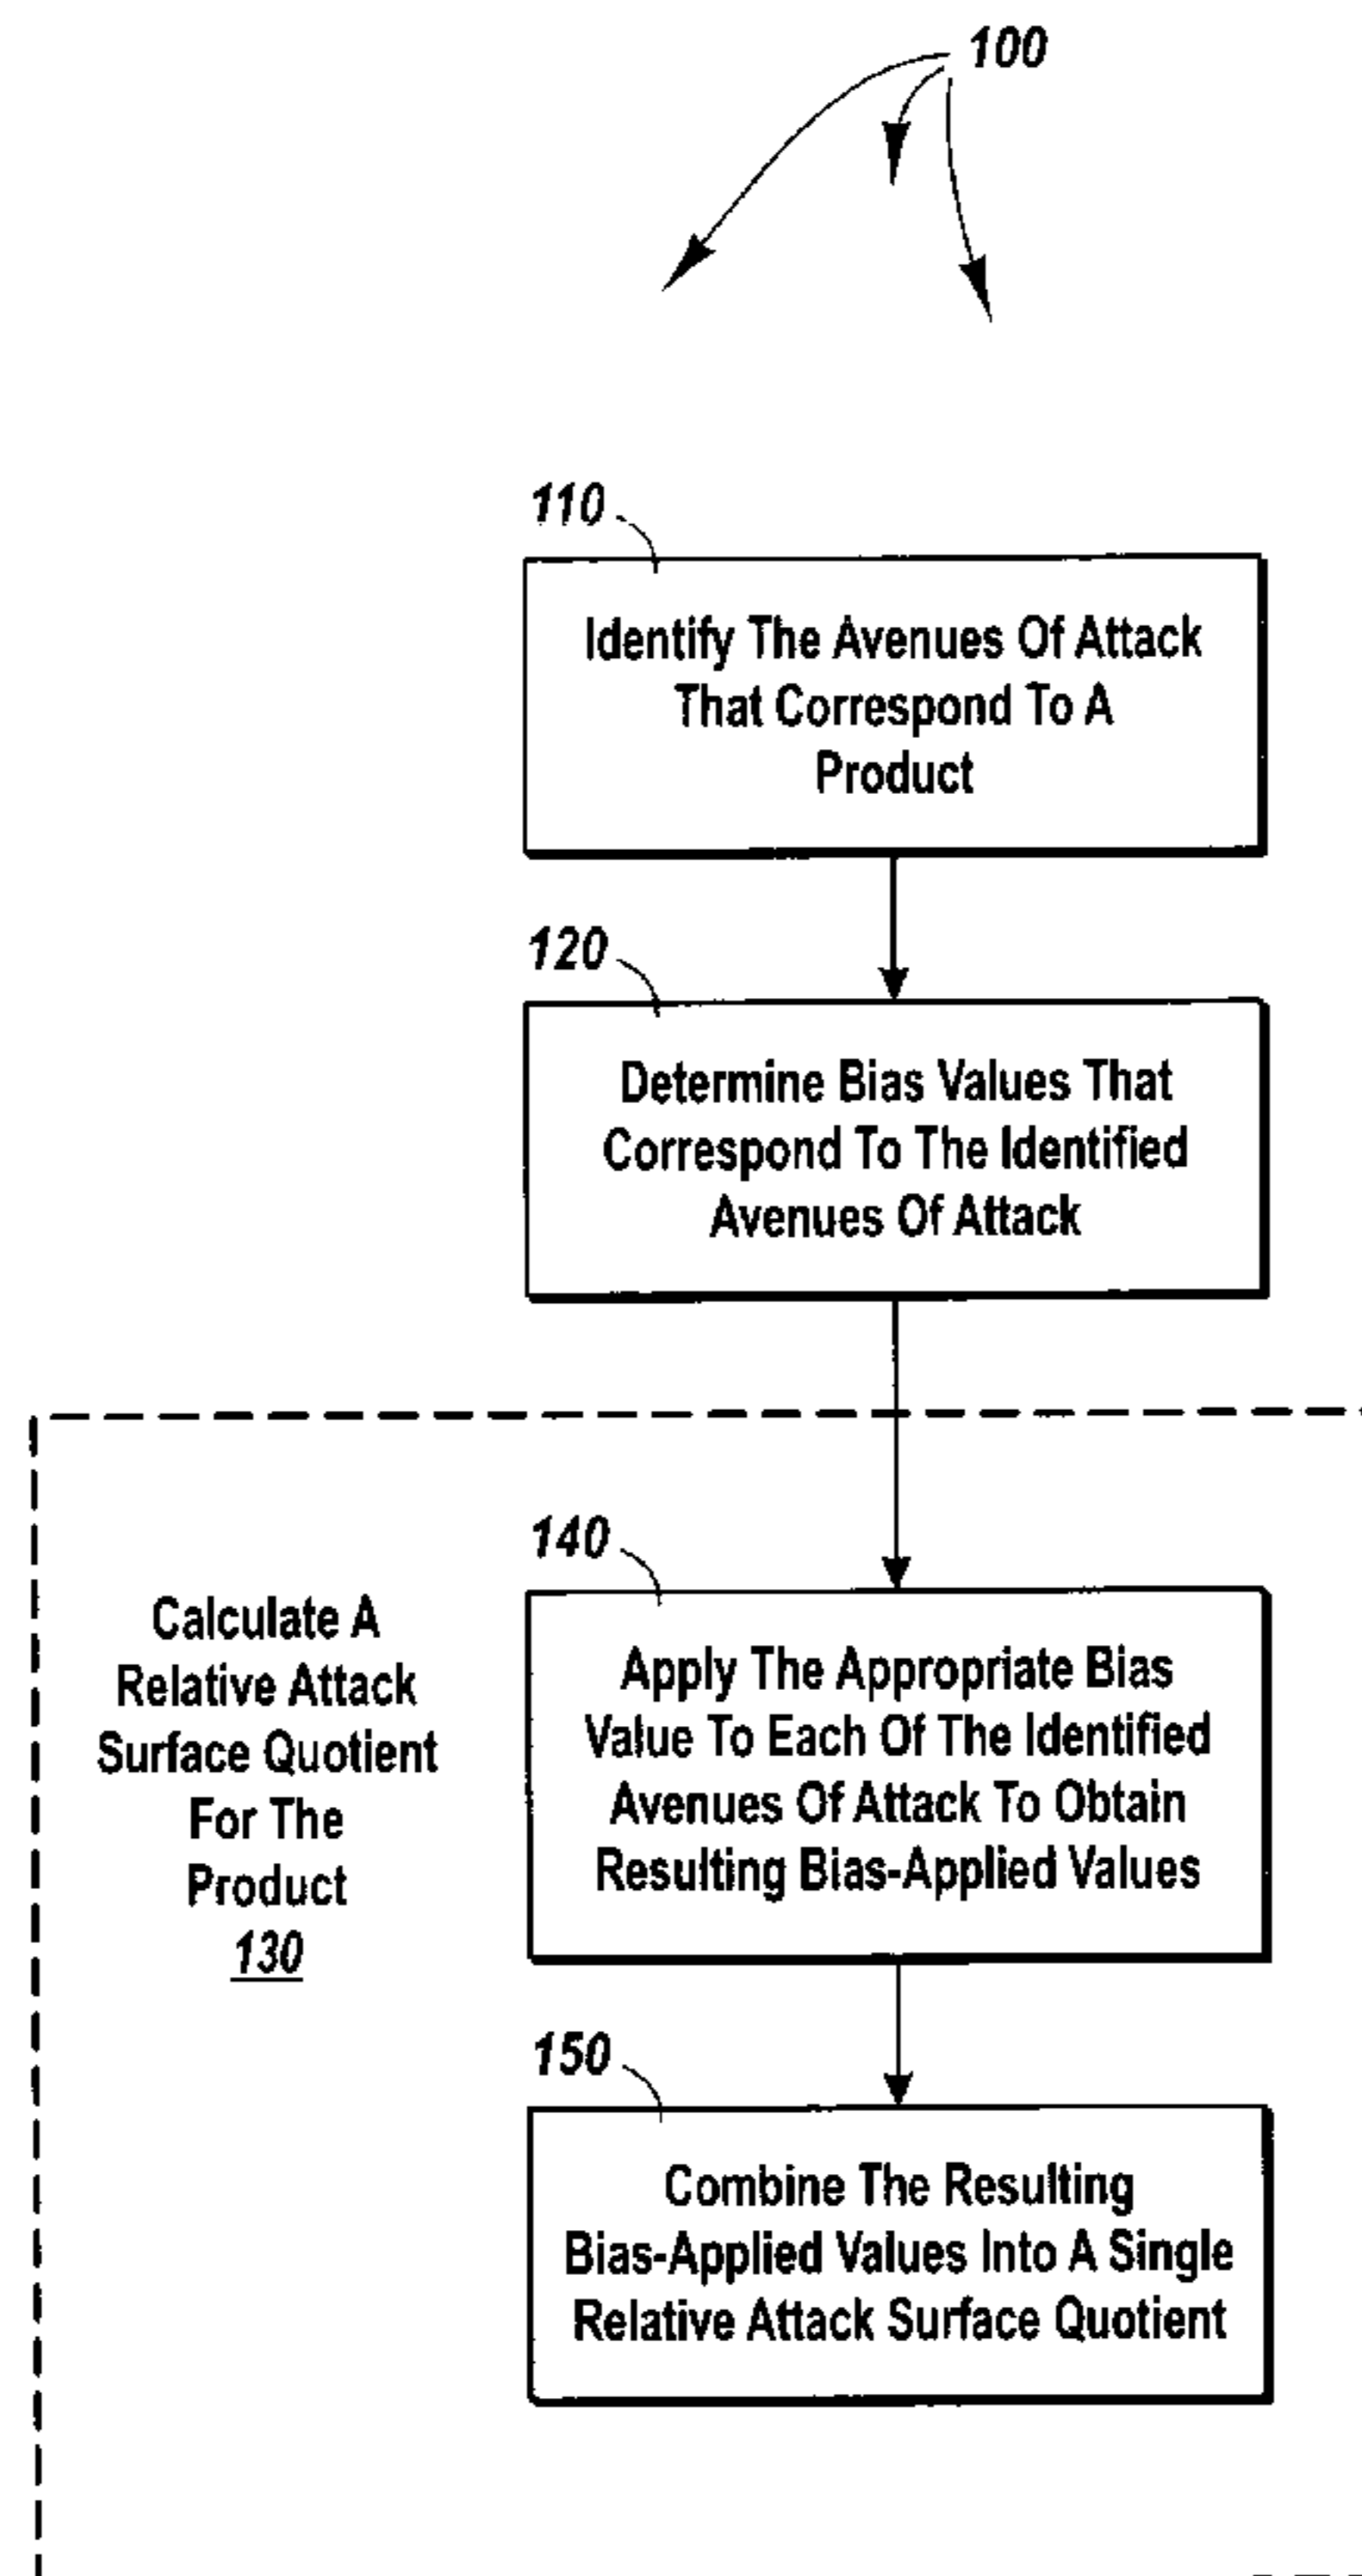 100
110
Identify The Avenues Of Attack
That Correspond To A
Product
120
Determine Bias Values That
Correspond To The Identified
Avenues Of Attack
Calculate A
Relative Attack
Surface Quotient
For The
Product
130
140
Apply The Appropriate Bias
Value To Each Of The Identified
Avenues Of Attack To Obtain
Resulting Bias-Applied Values
150
Combine The Resulting
Bias-Applied Values Into A Single
Relative Attack Surface Quotient